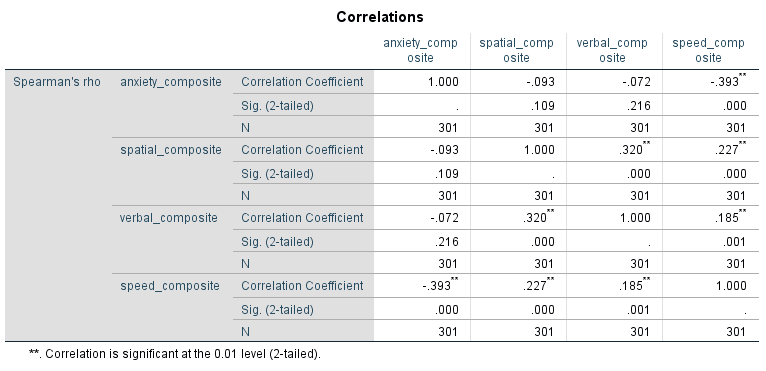 Correlations
anxiety_comp spatial_comp verbal_comp speed_comp
osite osite osite osite
Spearman's rho anxiety_composite Correlation Coefficient 1.000 -.093 -.072 -.393**
Sig. (2-tailed) . .109 .216 .000
N 301 301 301 301
spatial_composite Correlation Coefficient -.093 1.000 .320** .227**
Sig. (2-tailed) .109 . .000 .000
N 301 301 301 301
verbal_composite Correlation Coefficient -.072 .320** 1.000 .185**
Sig. (2-tailed) .216 .000 . .001
N 301 301 301 301
speed_composite Correlation Coefficient -.393** .227** .185** 1.000
Sig. (2-tailed) .000 .000 .001 .
N 301 301 301 301
**. Correlation is significant at the 0.01 level (2-tailed).